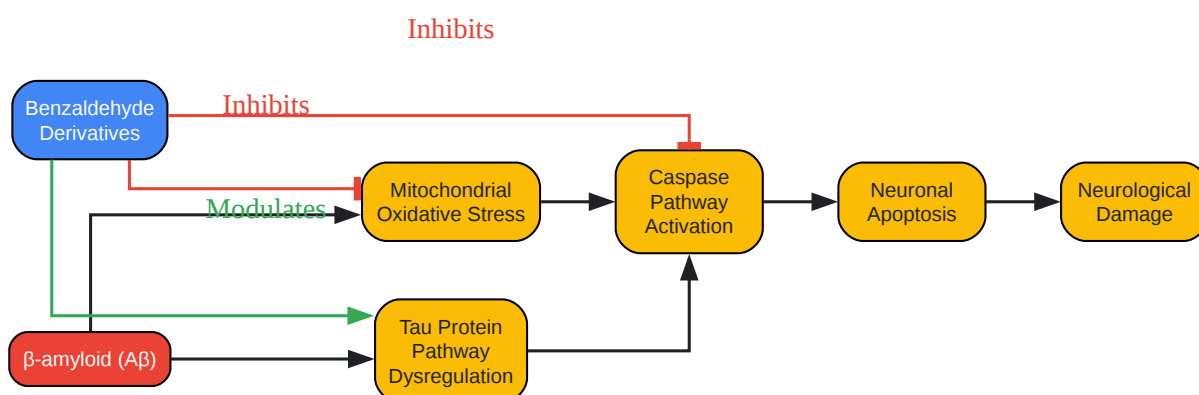 Inhibits
Benzaldehyde
Derivatives
Inhibits
Mitochondrial
Oxidative Stress
Modulates
Caspase
Pathway
Activation
Neuronal
Apoptosis
Neurological
Damage
β-amyloid (Aβ)
Tau Protein
Pathway
Dysregulation